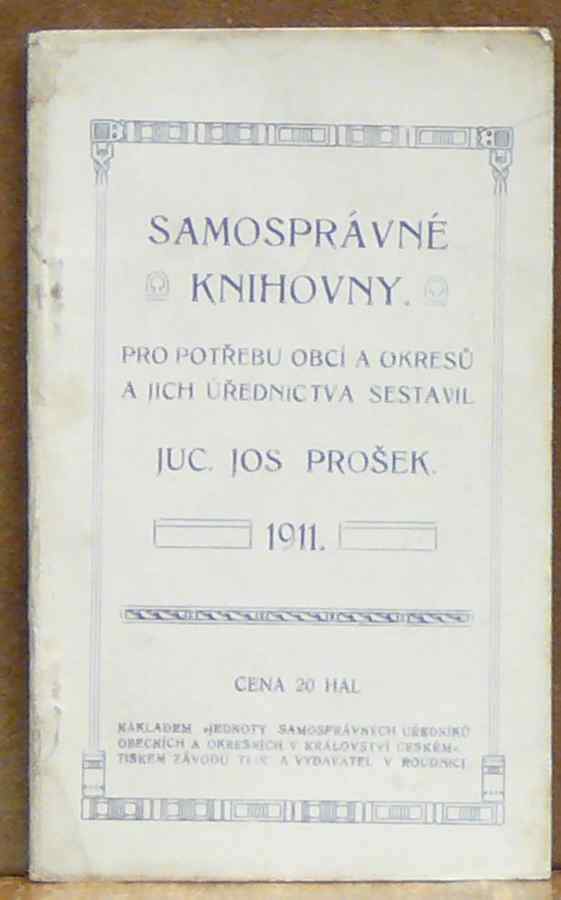 SAMOSPRÁVNÉ
KNIHOVNY.
PRO POTŘEBU OBCÍ A OKRESŮ
A JICH ÚŘEDNICTVA SESTAVIL
JUC. JOS PROŠEK.
1911.
CENA 20 HAL
NÁKLADEM »JEDNOTY SAMOSPRÁVNÝCH ÚŘEDNÍKŮ
OBECNÍCH A OKRESNÍCH V KRÁLOVSTVÍ ČESKÉM«.
TISKEM ZÁVODU A VYDAVATEL V ROUDNICI